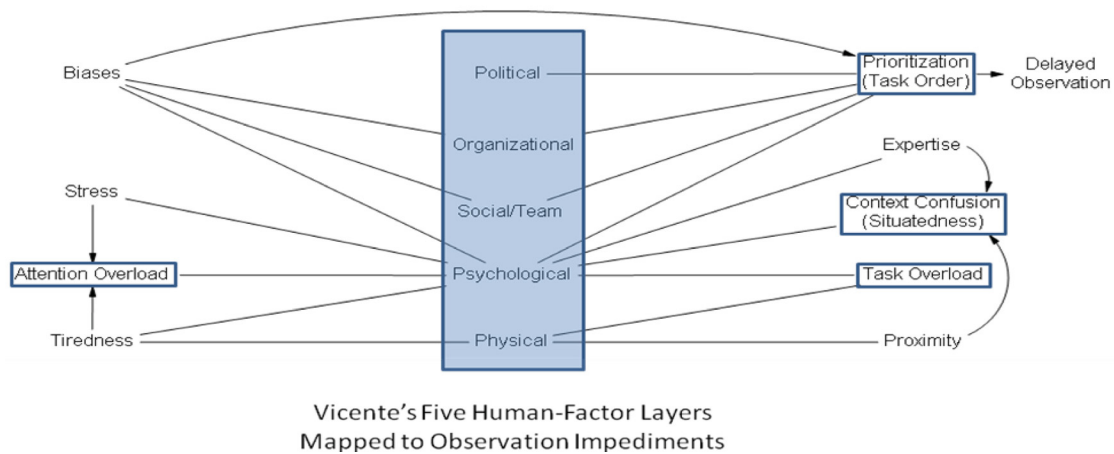 Biases
Political
Prioritization
(Task Order)
Delayed
Observation
Organizational
Expertise
Stress
Social/Team
Context Confusion
(Situatedness)
Attention Overload
Psychological
Task Overload
Tiredness
Physical
Proximity
Vicente's Five Human-Factor Layers
Mapped to Observation Impediments